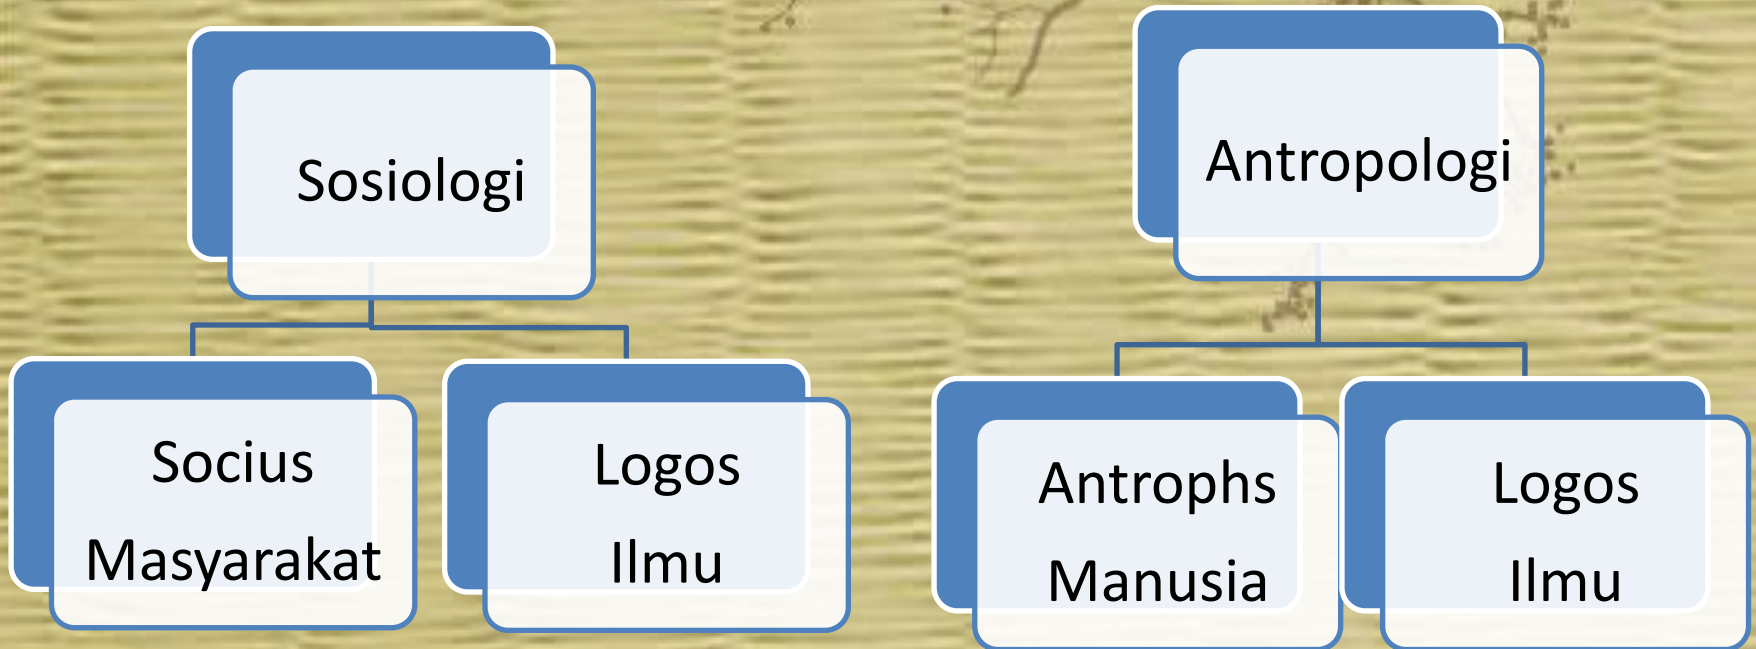 Sosiologi
Socius
Masyarakat
Logos
Ilmu
Antropologi
Antrophs
Manusia
Logos
Ilmu